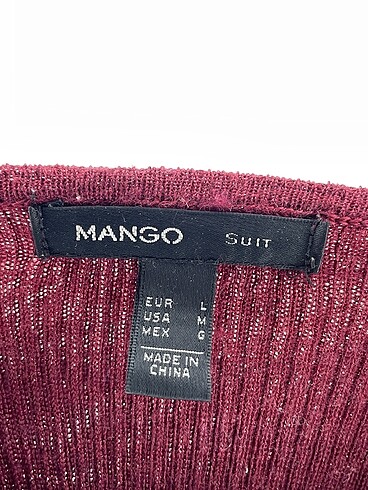 MANGO SUIT
EUR L
USA M
MEX G
MADE IN
CHINA